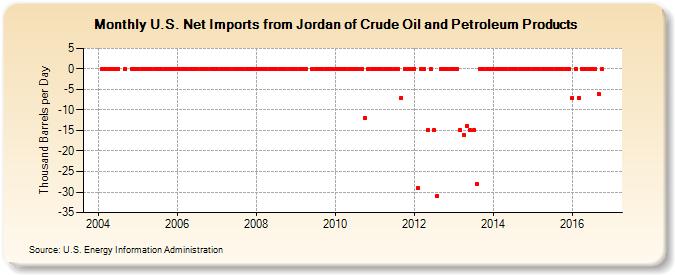 Monthly U.S. Net Imports from Jordan of Crude Oil and Petroleum Products
Thousand Barrels per Day
5
0
-5
-10
-15
-20
-25
-30
-35
2004 2006 2008 2010 2012 2014 2016
Source: U.S. Energy Information Administration